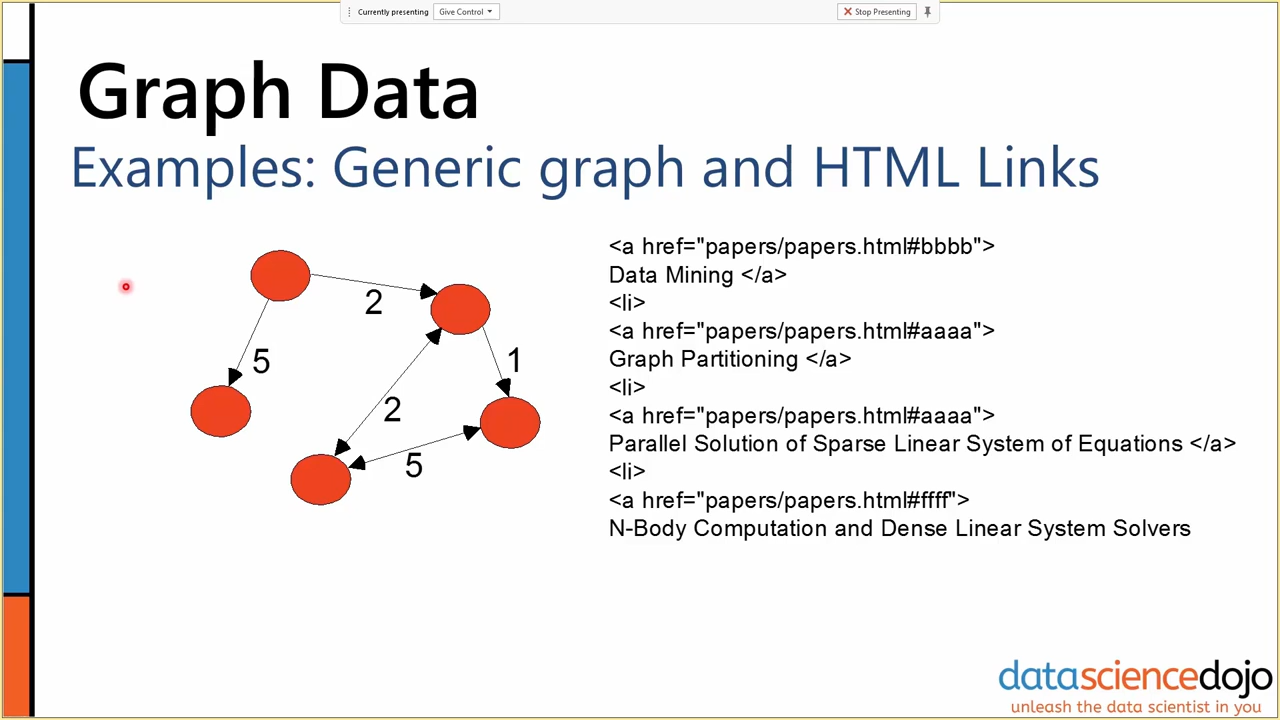 Currently presenting Give Control Stop Presenting
Graph Data
Examples: Generic graph and HTML Links
2
5
1
2
5
<a href="papers/papers.html#bbbb">
Data Mining </a>
<li>
<a href="papers/papers.html#aaaa">
Graph Partitioning </a>
<li>
<a href="papers/papers.html#aaaa">
Parallel Solution of Sparse Linear System of Equations </a>
<li>
<a href="papers/papers.html#ffff">
N-Body Computation and Dense Linear System Solvers
datasciencedojo
unleash the data scientist in you